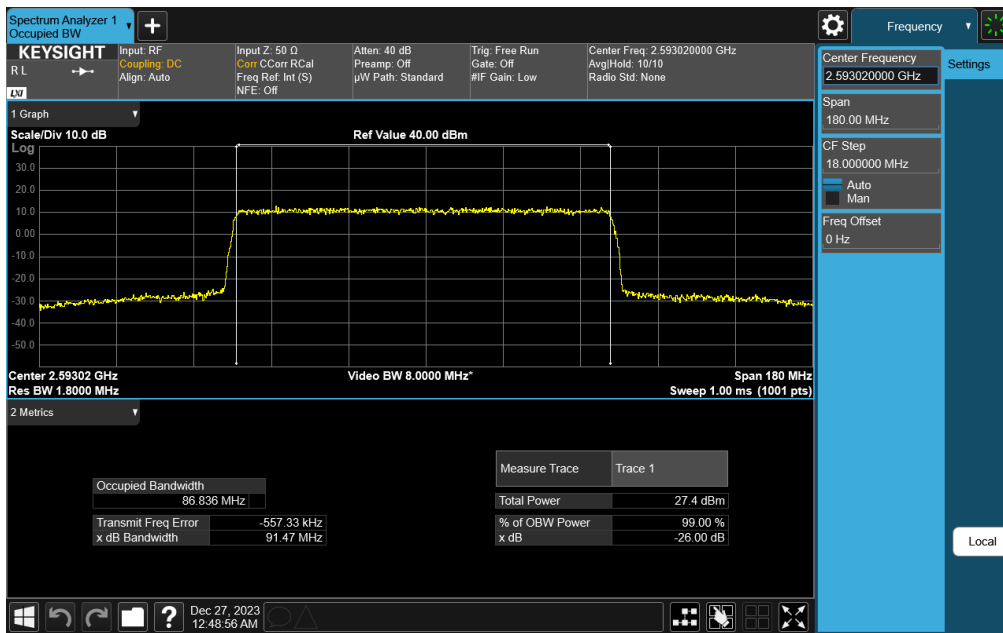 Spectrum Analyzer 1
Occupied BW
Frequency
KEYSIGHT
R L
LXI
Input: RF
Coupling: DC
Align: Auto
Input Z: 50 Ω
Corr CCorr RCal
Freq Ref: Int (S)
NFE: Off
Atten: 40 dB
Preamp: Off
µW Path: Standard
Trig: Free Run
Gate: Off
#IF Gain: Low
Center Freq: 2.593020000 GHz
Avg|Hold: 10/10
Radio Std: None
Center Frequency
2.593020000 GHz
Settings
Span
180.00 MHz
CF Step
18.000000 MHz
Auto
Man
Freq Offset
0 Hz
1 Graph
Scale/Div 10.0 dB
Ref Value 40.00 dBm
Log
30.0
20.0
10.0
0.00
-10.0
-20.0
-30.0
-40.0
-50.0
Center 2.59302 GHz
Video BW 8.0000 MHz*
Span 180 MHz
Res BW 1.8000 MHz
Sweep 1.00 ms (1001 pts)
2 Metrics
Measure Trace
Trace 1
Occupied Bandwidth
86.836 MHz
Total Power
27.4 dBm
Transmit Freq Error
-557.33 kHz
% of OBW Power
99.00 %
x dB Bandwidth
91.47 MHz
x dB
-26.00 dB
Local
?
Dec 27, 2023
12:48:56 AM